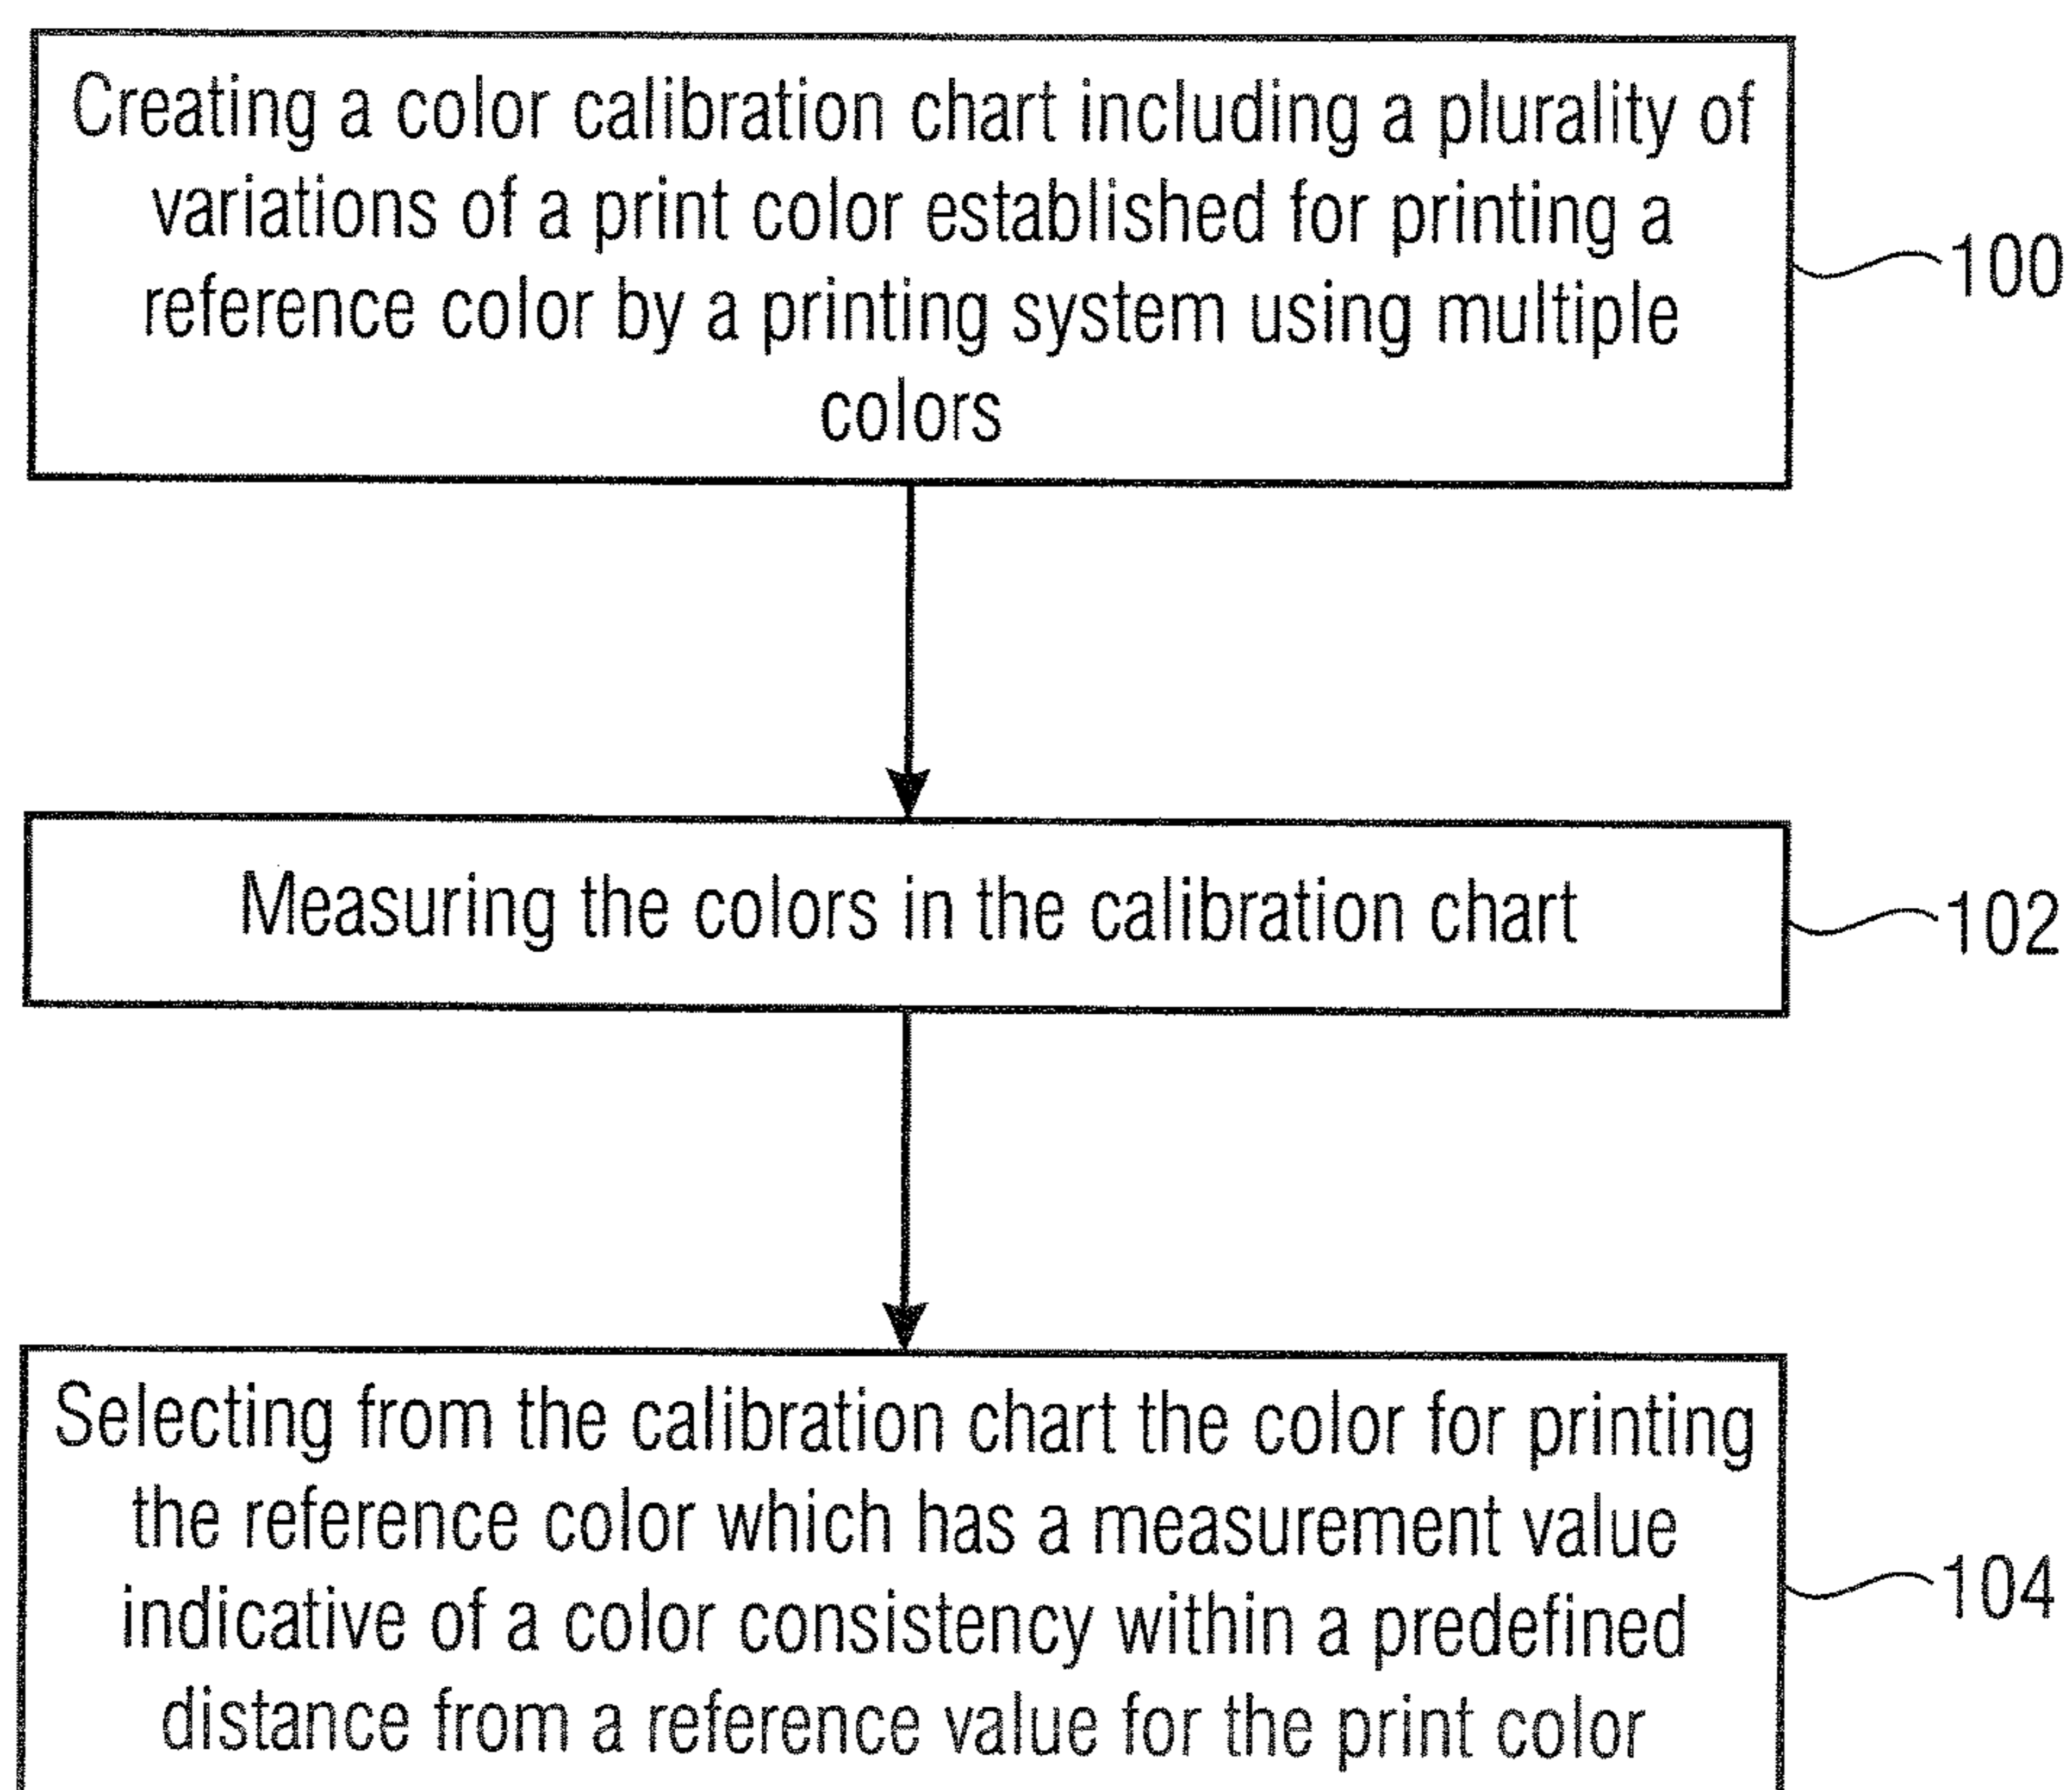 Creating a color calibration chart including a plurality of
variations of a print color established for printing a
reference color by a printing system using multiple
colors
100
Measuring the colors in the calibration chart
102
Selecting from the calibration chart the color for printing
the reference color which has a measurement value
indicative of a color consistency within a predefined
distance from a reference value for the print color
104